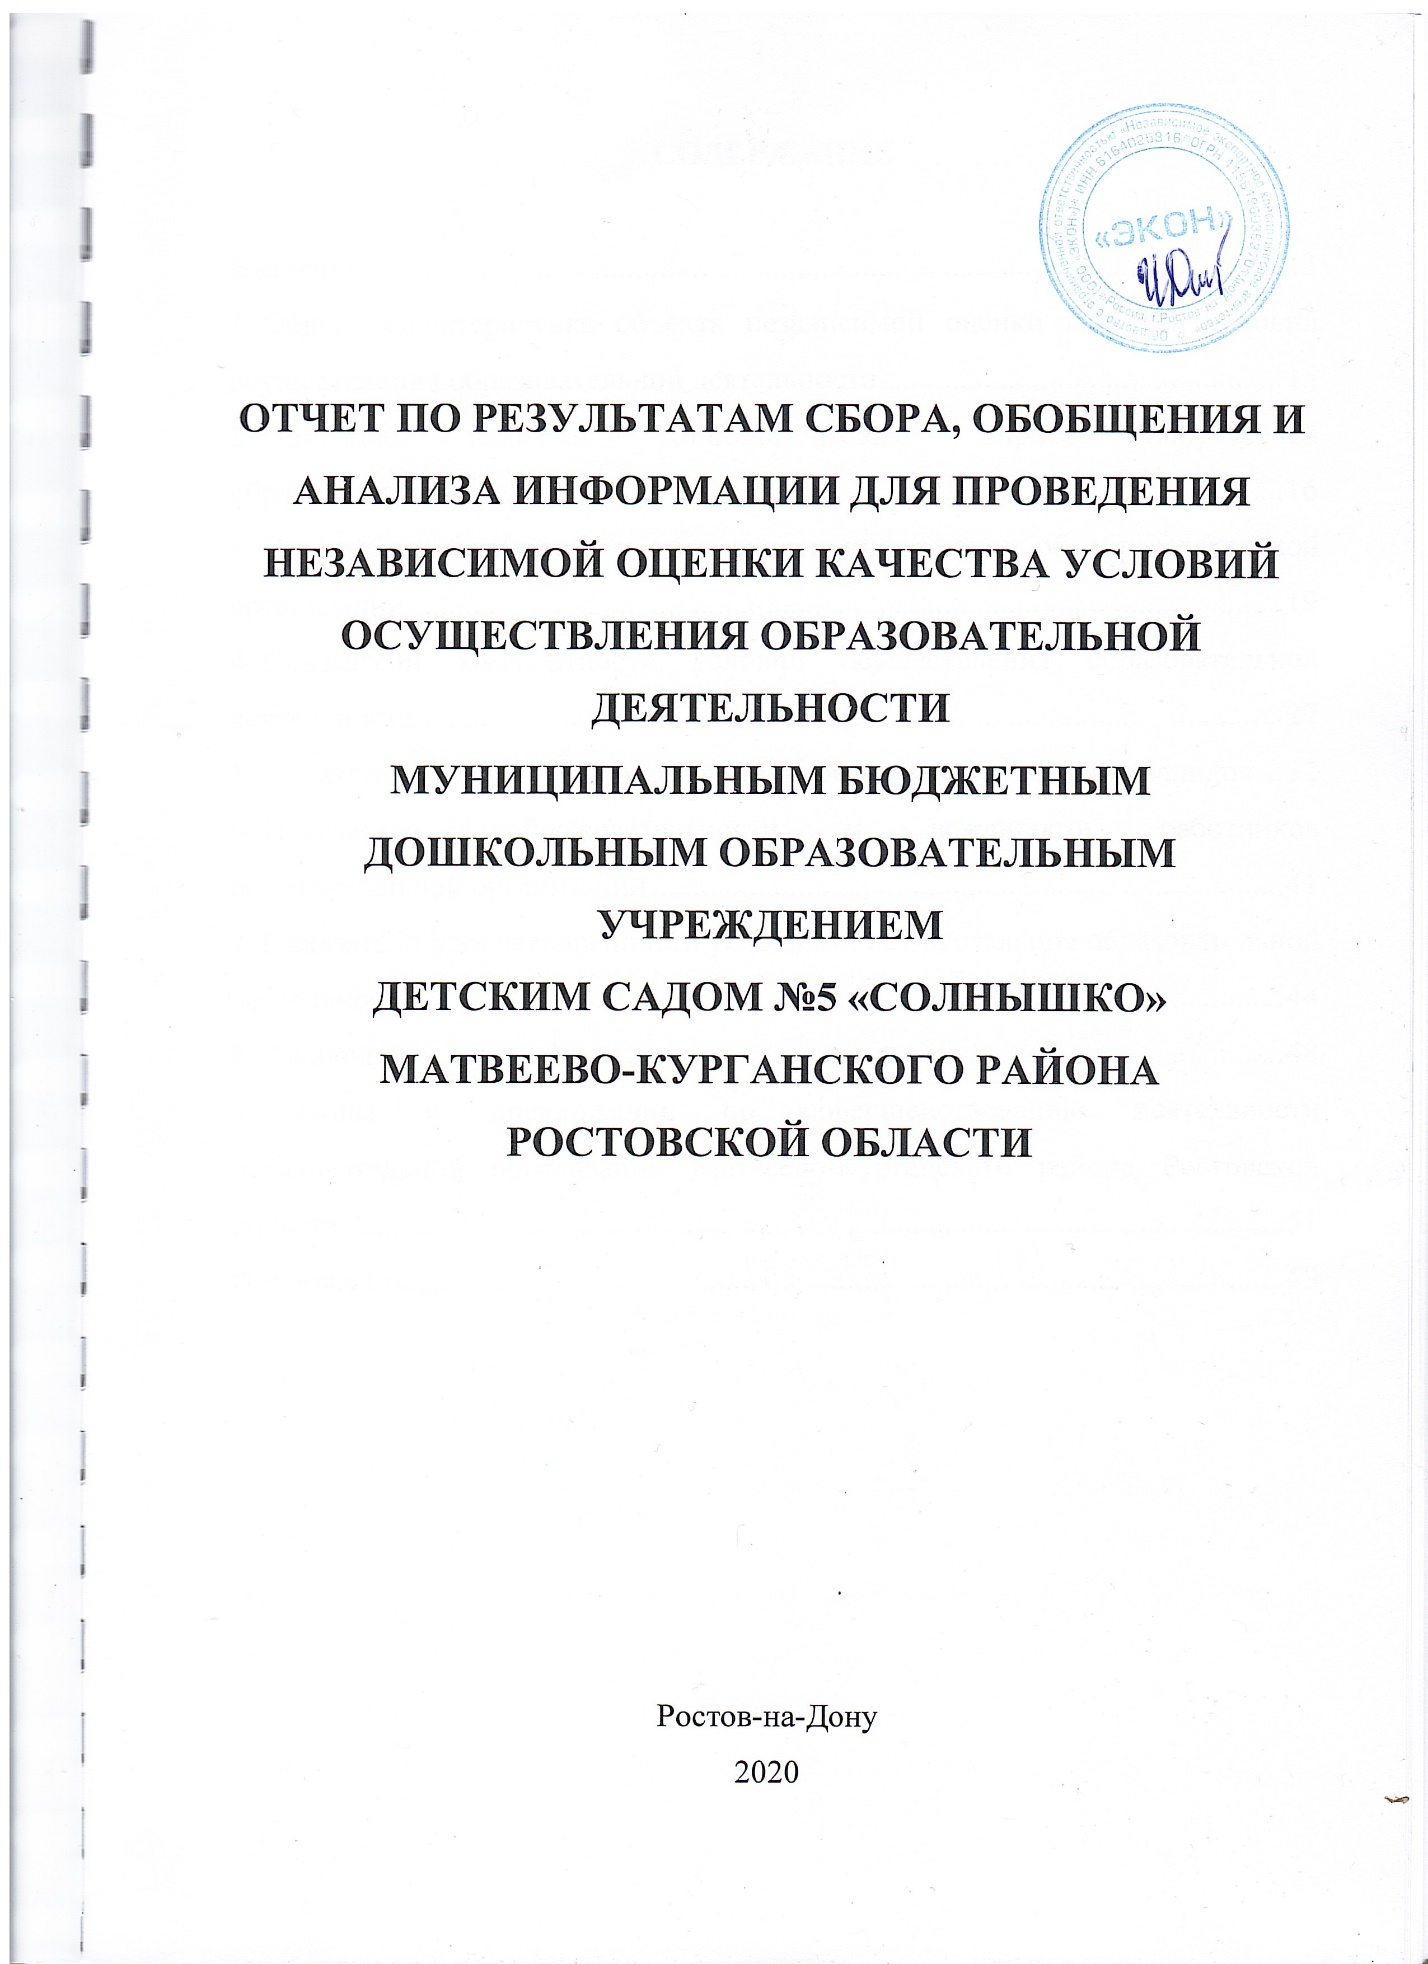 «ЭКОН»
ОТЧЕТ ПО РЕЗУЛЬТАТАМ СБОРА, ОБОБЩЕНИЯ И
АНАЛИЗА ИНФОРМАЦИИ ДЛЯ ПРОВЕДЕНИЯ
НЕЗАВИСИМОЙ ОЦЕНКИ КАЧЕСТВА УСЛОВИЙ
ОСУЩЕСТВЛЕНИЯ ОБРАЗОВАТЕЛЬНОЙ
ДЕЯТЕЛЬНОСТИ
МУНИЦИПАЛЬНЫМ БЮДЖЕТНЫМ
ДОШКОЛЬНЫМ ОБРАЗОВАТЕЛЬНЫМ
УЧРЕЖДЕНИЕМ
ДЕТСКИМ САДОМ №5 «СОЛНЫШКО»
МАТВЕЕВО-КУРГАНСКОГО РАЙОНА
РОСТОВСКОЙ ОБЛАСТИ
Ростов-на-Дону
2020